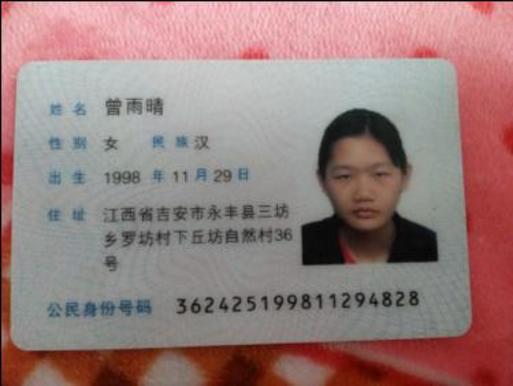 姓名 曾雨晴
性别 女 民族 汉
出生 1998 年 11 月 29 日
住址 江西省吉安市永丰县三坊
乡罗坊村下丘坊自然村36
号
公民身份号码 362425199811294828